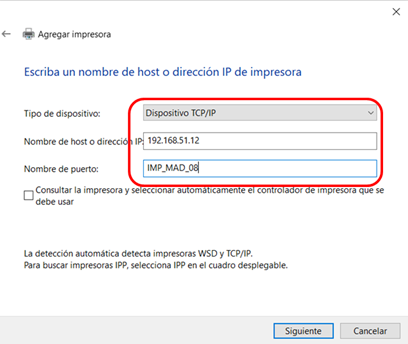 Agregar impresora
Escriba un nombre de host o dirección IP de impresora
Tipo de dispositivo: Dispositivo TCP/IP
Nombre de host o dirección IP: 192.168.51.12
Nombre de puerto: IMP_MAD_08
Consultar la impresora y seleccionar automáticamente el controlador de impresora que se
debe usar
La detección automática detecta impresoras WSD y TCP/IP.
Para buscar impresoras IPP, selecciona IPP en el cuadro desplegable.
Siguiente Cancelar